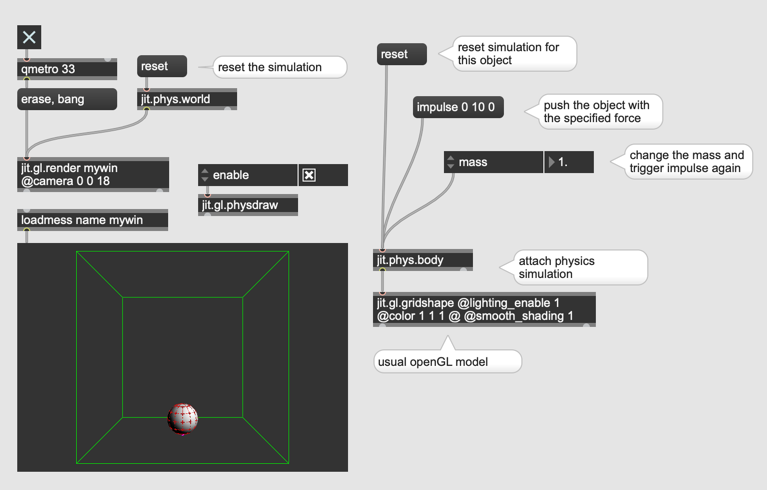 qmetro 33
reset
reset the simulation
erase, bang
jit.phys.world
jit.gl.render mywin
@camera 0 0 18
enable
jit.gl.physdraw
loadmess name mywin
reset
reset simulation for
this object
impulse 0 10 0
push the object with
the specified force
mass
1.
change the mass and
trigger impulse again
jit.phys.body
attach physics
simulation
jit.gl.gridshape @lighting_enable 1
@color 1 1 1 @ @smooth_shading 1
usual openGL model